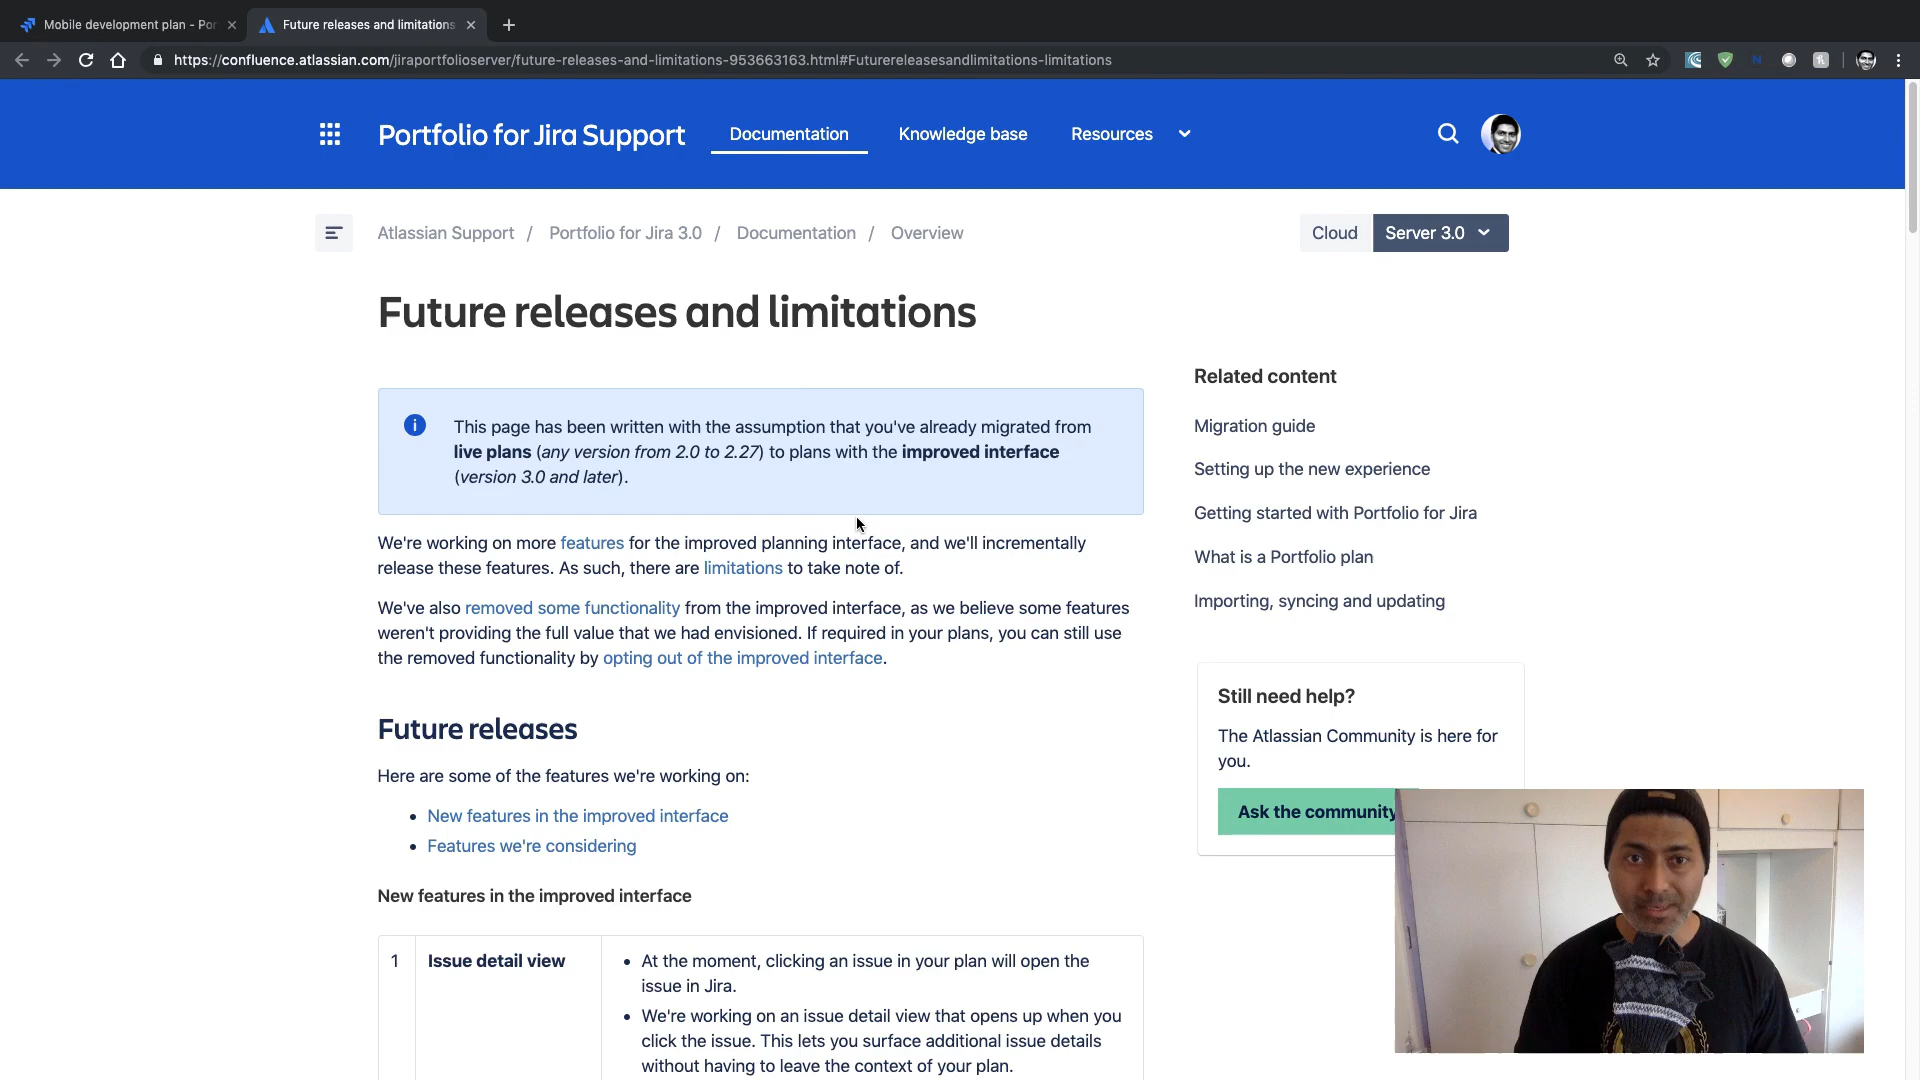 Mobile development plan - Por
Future releases and limitations
https://confluence.atlassian.com/jiraportfolioserver/future-releases-and-limitations-953663163.html#Futurereleasesandlimitations-limitations
Portfolio for Jira Support
Documentation
Knowledge base
Resources
Atlassian Support / Portfolio for Jira 3.0 / Documentation / Overview
Cloud
Server 3.0
Future releases and limitations
This page has been written with the assumption that you've already migrated from
live plans (any version from 2.0 to 2.27) to plans with the improved interface
(version 3.0 and later).
We're working on more features for the improved planning interface, and we'll incrementally
release these features. As such, there are limitations to take note of.
We've also removed some functionality from the improved interface, as we believe some features
weren't providing the full value that we had envisioned. If required in your plans, you can still use
the removed functionality by opting out of the improved interface.
Future releases
Here are some of the features we're working on:
• New features in the improved interface
• Features we're considering
New features in the improved interface
1
Issue detail view
• At the moment, clicking an issue in your plan will open the
issue in Jira.
• We're working on an issue detail view that opens up when you
click the issue. This lets you surface additional issue details
without having to leave the context of your plan.
Related content
Migration guide
Setting up the new experience
Getting started with Portfolio for Jira
What is a Portfolio plan
Importing, syncing and updating
Still need help?
The Atlassian Community is here for
you.
Ask the community